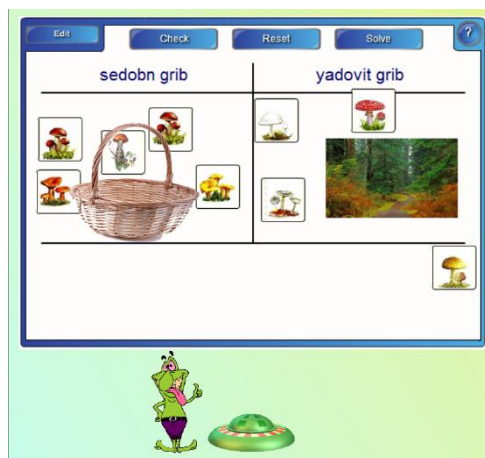 Edit
Check
Reset
Solve
?
sedobn grib
yadovit grib